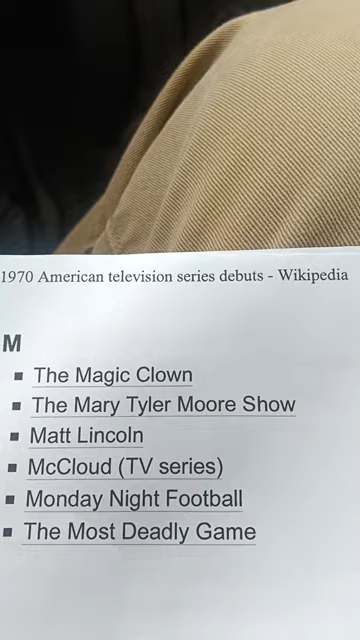 1970 American television series debuts - Wikipedia
M
The Magic Clown
The Mary Tyler Moore Show
Matt Lincoln
McCloud (TV series)
Monday Night Football
The Most Deadly Game